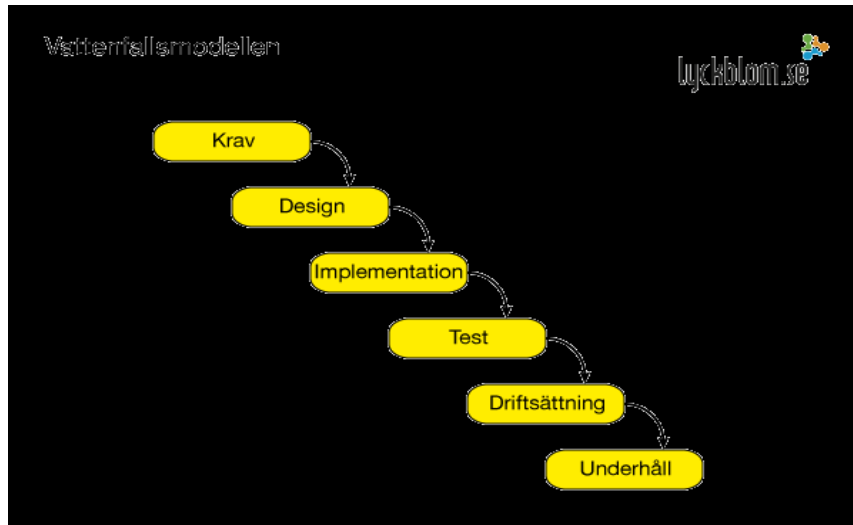 Vattenfallsmodellen
lyckblom.se
Krav
Design
Implementation
Test
Driftsättning
Underhåll